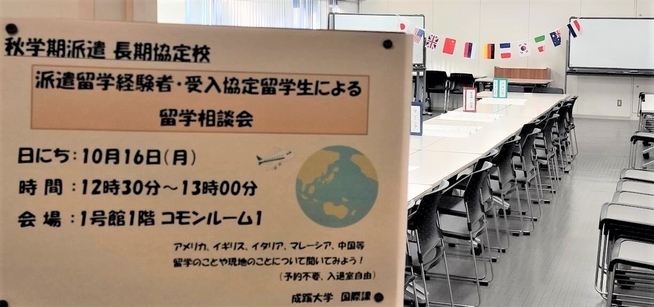 秋学期派遣 長期協定校
派遣留学経験者・受入協定留学生による
留学相談会
日にち：10月16日(月)
時 間：12時30分～13時00分
会 場：1号館1階 コモンルーム1
アメリカ、イギリス、イタリア、マレーシア、中国等
留学のことや現地のことについて聞いてみよう！
(予約不要、入退室自由)
成蹊大学 国際課